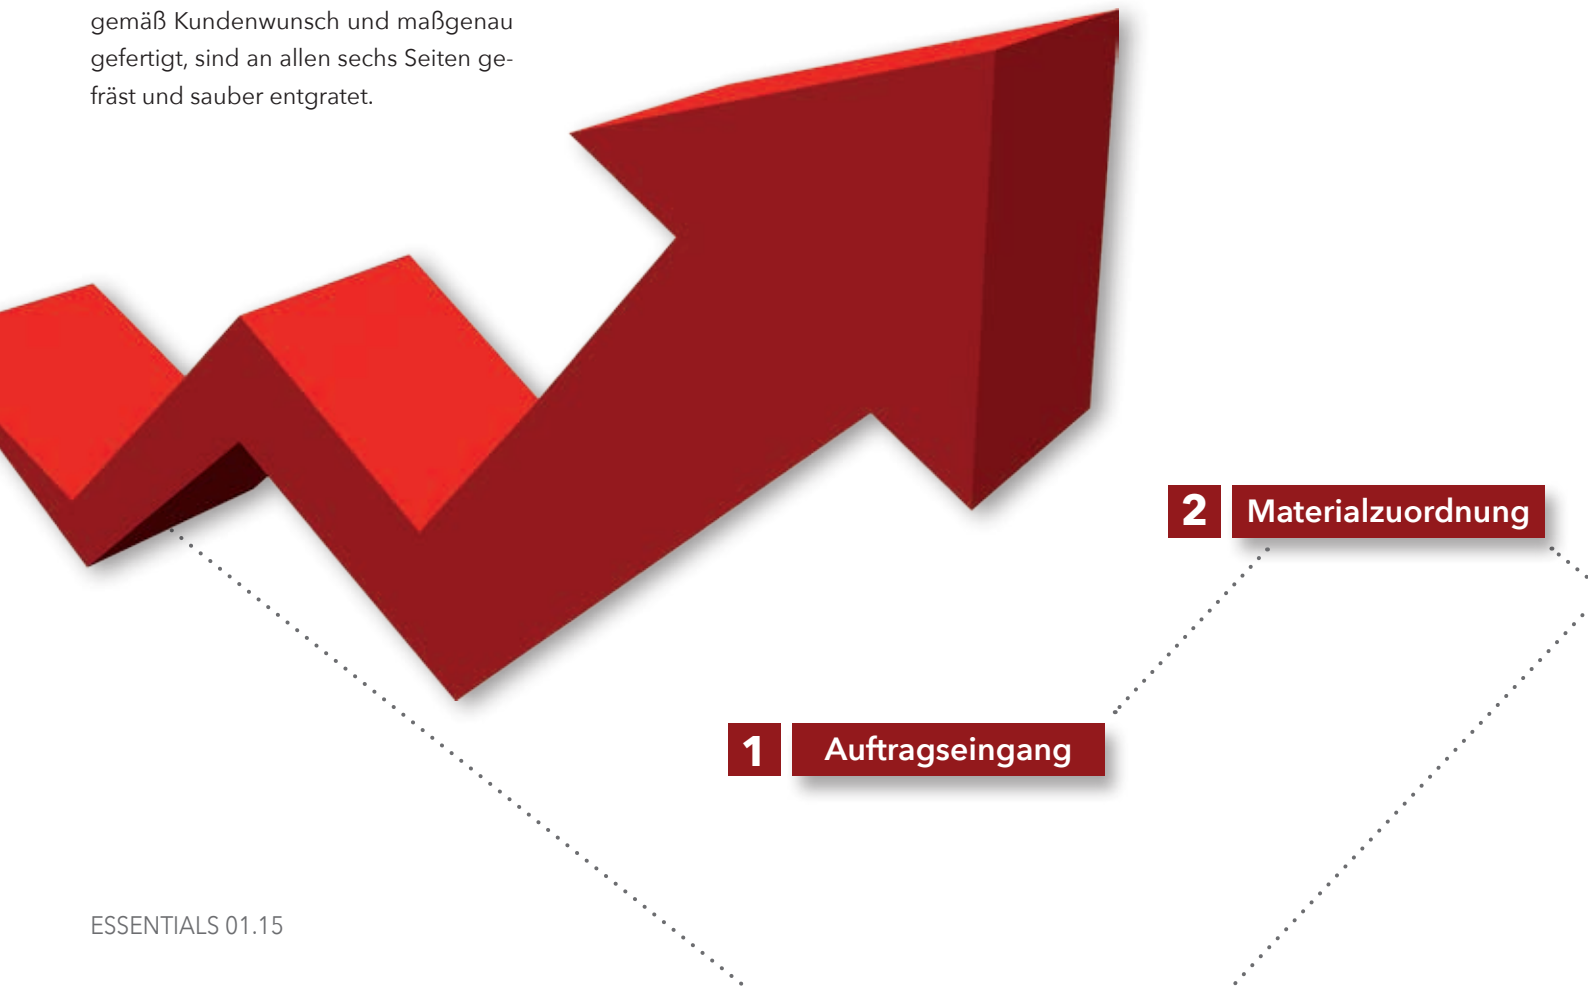 gemäß Kundenwunsch und maßgenau
gefertigt, sind an allen sechs Seiten ge-
fräst und sauber entgratet.
2 Materialzuordnung
1 Auftragseingang
ESSENTIALS 01.15